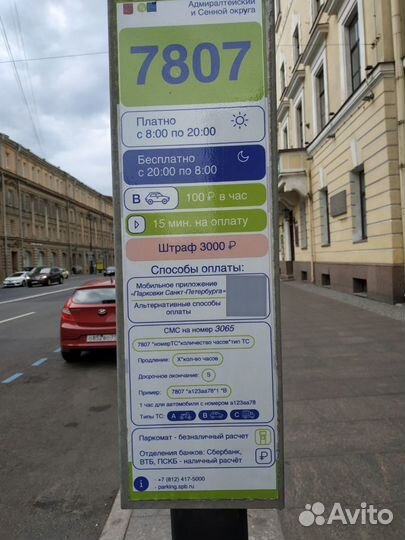 Адмиралтейский
и Сенной округа
7807
Платно
с 8:00 по 20:00
Бесплатно
с 20:00 по 8:00
В
100 ₽ в час
15 мин. на оплату
Штраф 3000 ₽
Способы оплаты:
Мобильное приложение
«Парковки Санкт-Петербурга»
Альтернативные способы
оплаты
СМС на номер 3065
7807 *номерТС*количество часов*тип ТС
Продление: Х*кол-во часов
Досрочное окончание: S
Пример: 7807 *а123аа78*1 *В
1 час для автомобиля с номером а123аа78
Типы ТС:
Паркомат - безналичный расчет
Отделения банков: Сбербанк,
ВТБ, ПСКБ - наличный расчёт
₽
i
+7 (812) 417-5000
parking.spb.ru
Avito